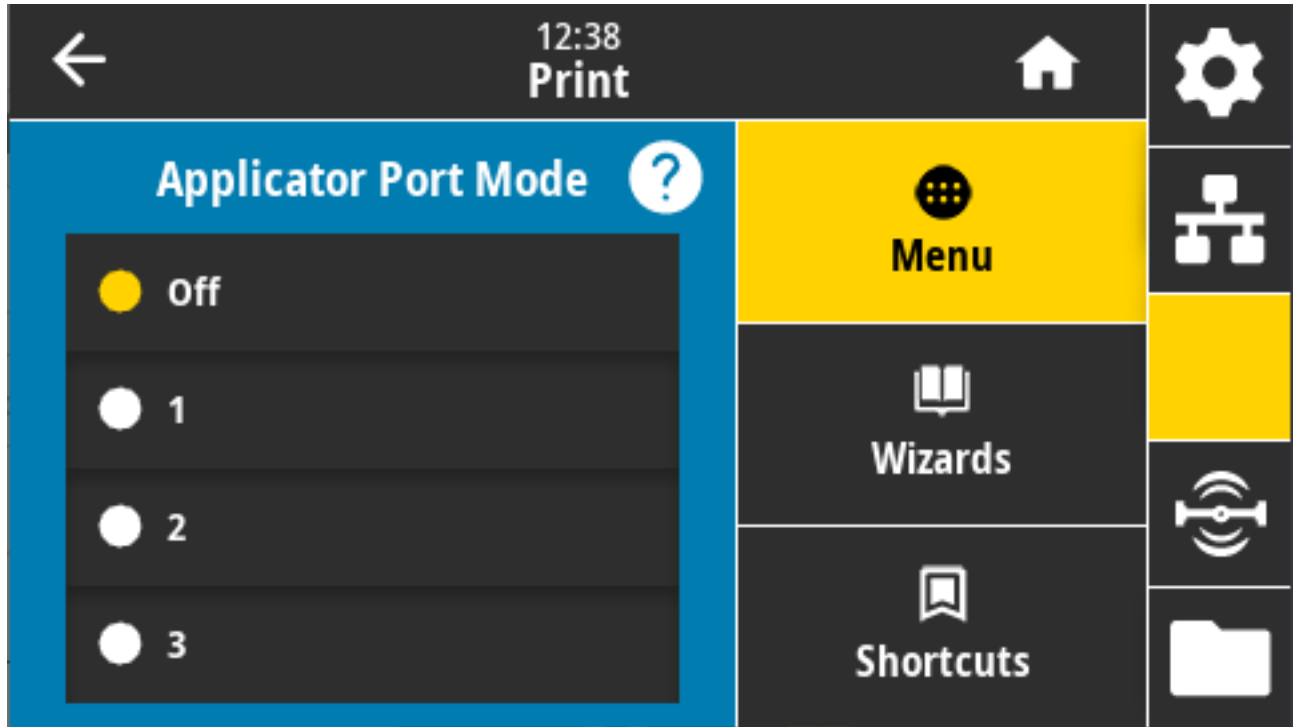 12:38
Print
Applicator Port Mode
?
Off
1
2
3
Menu
Wizards
Shortcuts